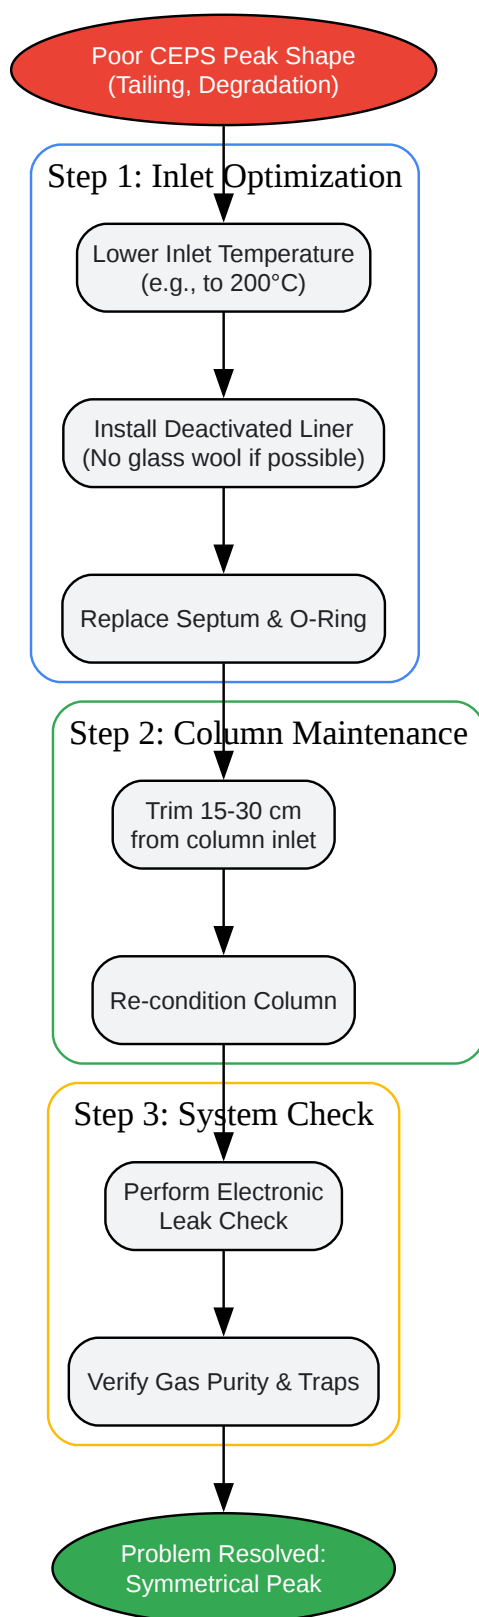 Poor CEPS Peak Shape
(Tailing, Degradation)
Step 1: Inlet Optimization
Lower Inlet Temperature
(e.g., to 200°C)
Install Deactivated Liner
(No glass wool if possible)
Replace Septum & O-Ring
Step 2: Column Maintenance
Trim 15-30 cm
from column inlet
Re-condition Column
Step 3: System Check
Perform Electronic
Leak Check
Verify Gas Purity & Traps
Problem Resolved:
Symmetrical Peak